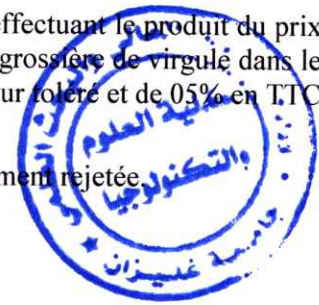 effectuant le produit du prix
grossière de virgule dans le
ur toléré et de 05% en TTC
ment rejetée.
كلية العلوم
والتكنولوجيا
جامعة غليزان